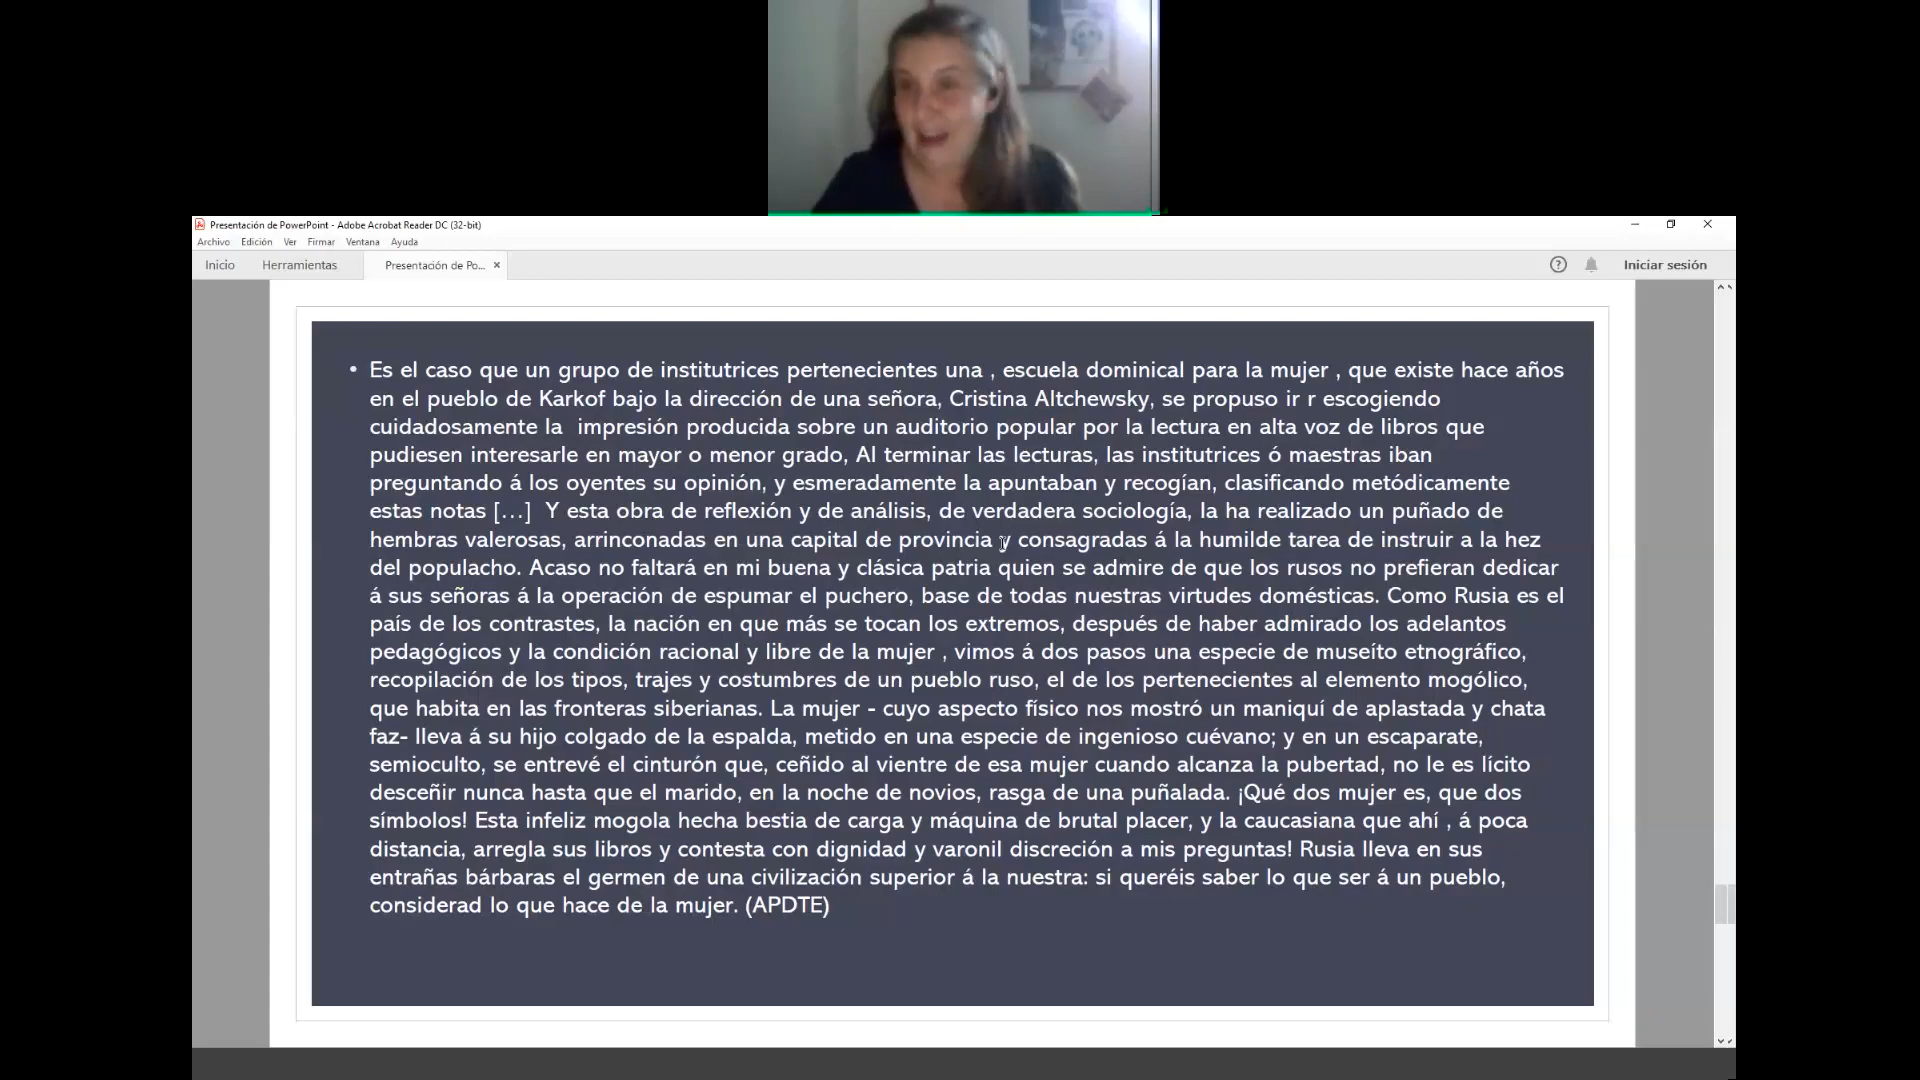 Presentación de PowerPoint - Adobe Acrobat Reader DC (32-bit)
Archivo Edición Ver Firmar Ventana Ayuda
Inicio Herramientas Presentación de Po... × ? Iniciar sesión
• Es el caso que un grupo de institutrices pertenecientes una , escuela dominical para la mujer , que existe hace años
en el pueblo de Karkof bajo la dirección de una señora, Cristina Altchewsky, se propuso ir r escogiendo
cuidadosamente la  impresión producida sobre un auditorio popular por la lectura en alta voz de libros que
pudiesen interesarle en mayor o menor grado, Al terminar las lecturas, las institutrices ó maestras iban
preguntando á los oyentes su opinión, y esmeradamente la apuntaban y recogían, clasificando metódicamente
estas notas […]  Y esta obra de reflexión y de análisis, de verdadera sociología, la ha realizado un puñado de
hembras valerosas, arrinconadas en una capital de provincia y consagradas á la humilde tarea de instruir a la hez
del populacho. Acaso no faltará en mi buena y clásica patria quien se admire de que los rusos no prefieran dedicar
á sus señoras á la operación de espumar el puchero, base de todas nuestras virtudes domésticas. Como Rusia es el
país de los contrastes, la nación en que más se tocan los extremos, después de haber admirado los adelantos
pedagógicos y la condición racional y libre de la mujer , vimos á dos pasos una especie de museíto etnográfico,
recopilación de los tipos, trajes y costumbres de un pueblo ruso, el de los pertenecientes al elemento mogólico,
que habita en las fronteras siberianas. La mujer - cuyo aspecto físico nos mostró un maniquí de aplastada y chata
faz- lleva á su hijo colgado de la espalda, metido en una especie de ingenioso cuévano; y en un escaparate,
semioculto, se entrevé el cinturón que, ceñido al vientre de esa mujer cuando alcanza la pubertad, no le es lícito
desceñir nunca hasta que el marido, en la noche de novios, rasga de una puñalada. ¡Qué dos mujer es, que dos
símbolos! Esta infeliz mogola hecha bestia de carga y máquina de brutal placer, y la caucasiana que ahí , á poca
distancia, arregla sus libros y contesta con dignidad y varonil discreción a mis preguntas! Rusia lleva en sus
entrañas bárbaras el germen de una civilización superior á la nuestra: si queréis saber lo que ser á un pueblo,
considerad lo que hace de la mujer. (APDTE)